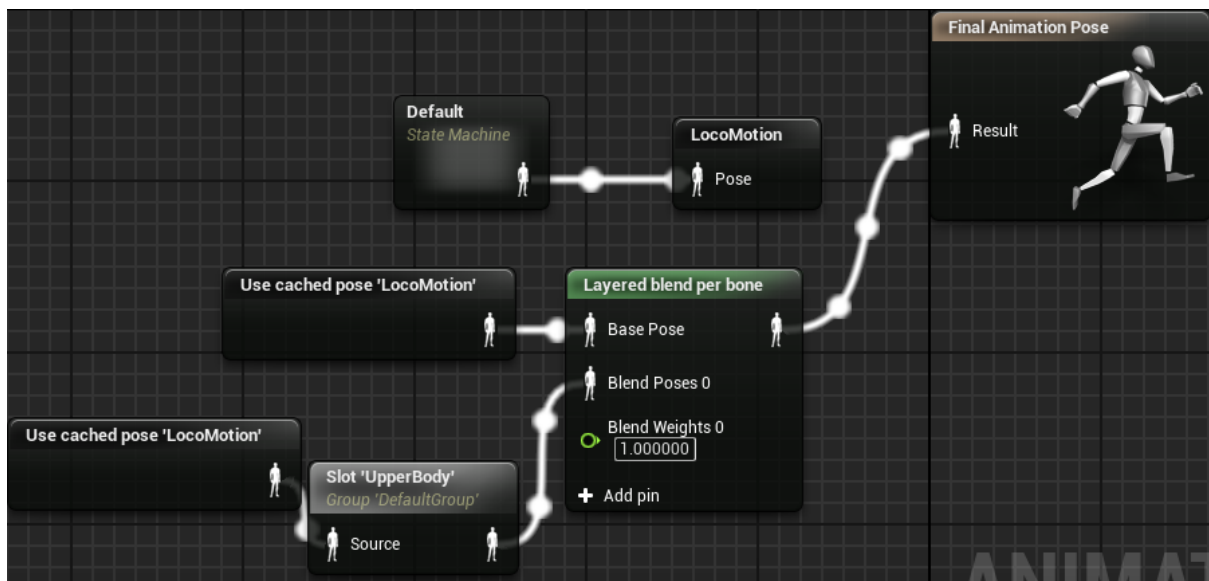 Final Animation Pose
Result
Default
State Machine
LocoMotion
Pose
Use cached pose 'LocoMotion'
Layered blend per bone
Base Pose
Blend Poses 0
Blend Weights 0
1.000000
Add pin
Use cached pose 'LocoMotion'
Slot 'UpperBody'
Group 'DefaultGroup'
Source
ANIMAT